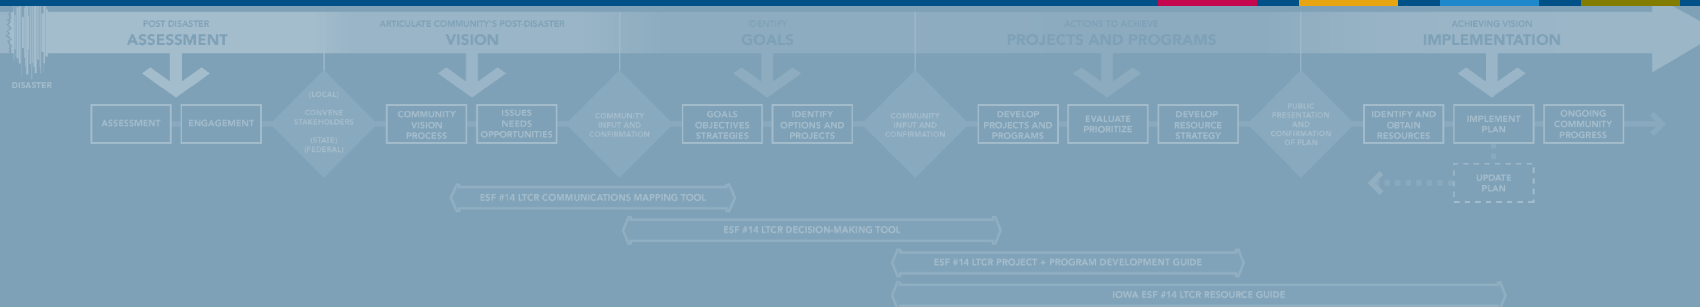 POST DISASTER
ASSESSMENT
ARTICULATE COMMUNITY'S POST-DISASTER
VISION
IDENTIFY
GOALS
ACTIONS TO ACHIEVE
PROJECTS AND PROGRAMS
ACHIEVING VISION
IMPLEMENTATION
DISASTER
ASSESSMENT
ENGAGEMENT
(LOCAL)
CONVENE
STAKEHOLDERS
(STATE)
(FEDERAL)
COMMUNITY
VISION
PROCESS
ISSUES
NEEDS
OPPORTUNITIES
COMMUNITY
INPUT AND
CONFIRMATION
GOALS
OBJECTIVES
STRATEGIES
IDENTIFY
OPTIONS AND
PROJECTS
COMMUNITY
INPUT AND
CONFIRMATION
DEVELOP
PROJECTS AND
PROGRAMS
EVALUATE
PRIORITIZE
DEVELOP
RESOURCE
STRATEGY
PUBLIC
PRESENTATION
AND
CONFIRMATION
OF PLAN
IDENTIFY AND
OBTAIN
RESOURCES
IMPLEMENT
PLAN
ONGOING
COMMUNITY
PROGRESS
UPDATE
PLAN
ESF #14 LTCR COMMUNICATIONS MAPPING TOOL
ESF #14 LTCR DECISION-MAKING TOOL
ESF #14 LTCR PROJECT + PROGRAM DEVELOPMENT GUIDE
IOWA ESF #14 LTCR RESOURCE GUIDE